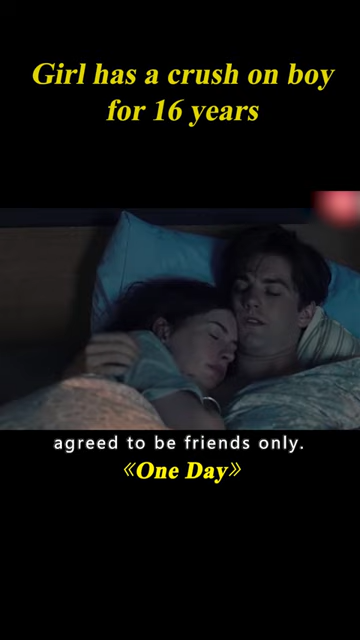 Girl has a crush on boy
for 16 years
agreed to be friends only.
《One Day》